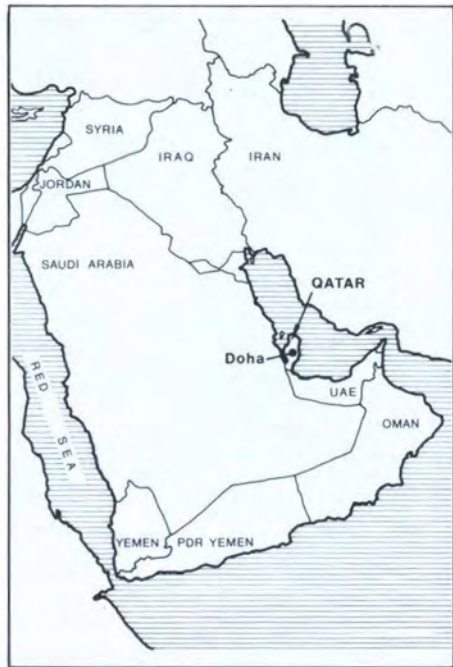 SYRIA
IRAQ
IRAN
JORDAN
SAUDI ARABIA
QATAR
Doha
UAE
OMAN
RED SEA
YEMEN
PDR YEMEN